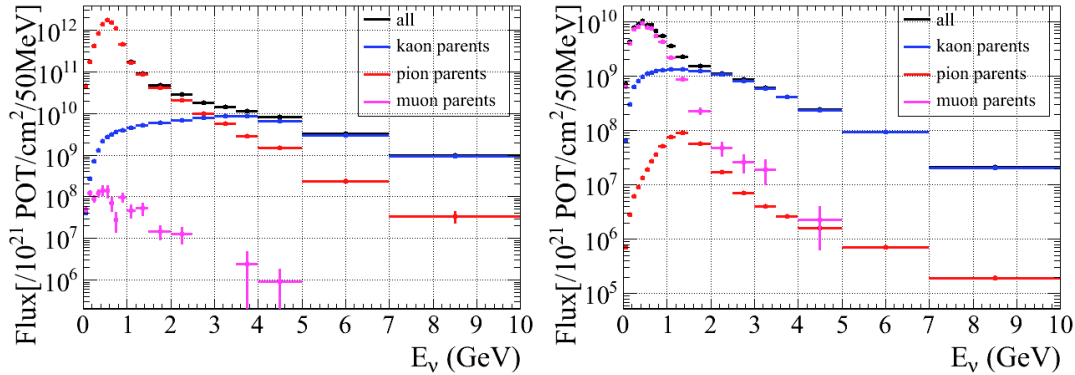 Flux[/10²¹ POT/cm²/50MeV]
10¹²
10¹¹
10¹⁰
10⁹
10⁸
10⁷
10⁶
all
kaon parents
pion parents
muon parents
0 1 2 3 4 5 6 7 8 9 10
Eν (GeV)
Flux[/10²¹ POT/cm²/50MeV]
10¹⁰
10⁹
10⁸
10⁷
10⁶
10⁵
all
kaon parents
pion parents
muon parents
0 1 2 3 4 5 6 7 8 9 10
Eν (GeV)